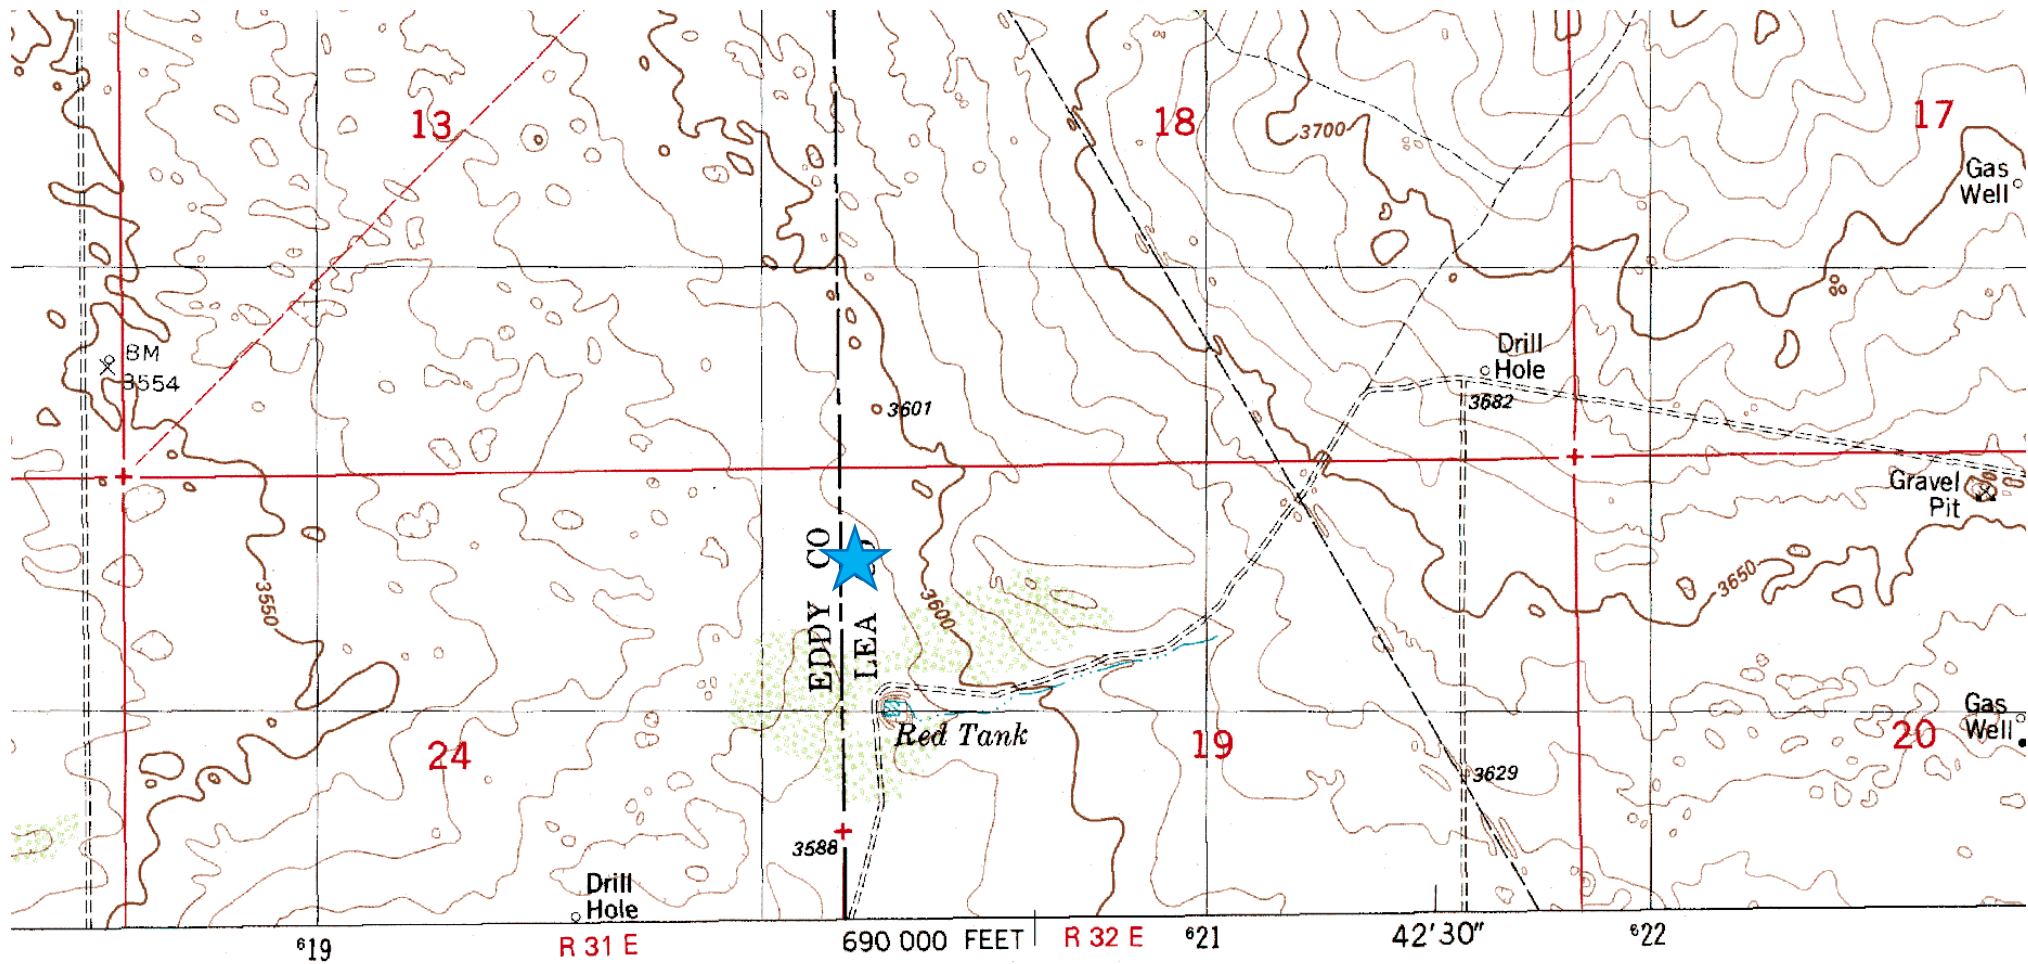 13
18
17
3700
Gas
Well
BM
3554
Drill
Hole
3682
3601
Gravel
Pit
EDDY CO
LEA
3550
3600
3650
Red Tank
24
19
20
Gas
Well
3629
3588
Drill
Hole
⁶19
R 31 E
690 000 FEET
R 32 E
⁶21
42'30"
⁶22